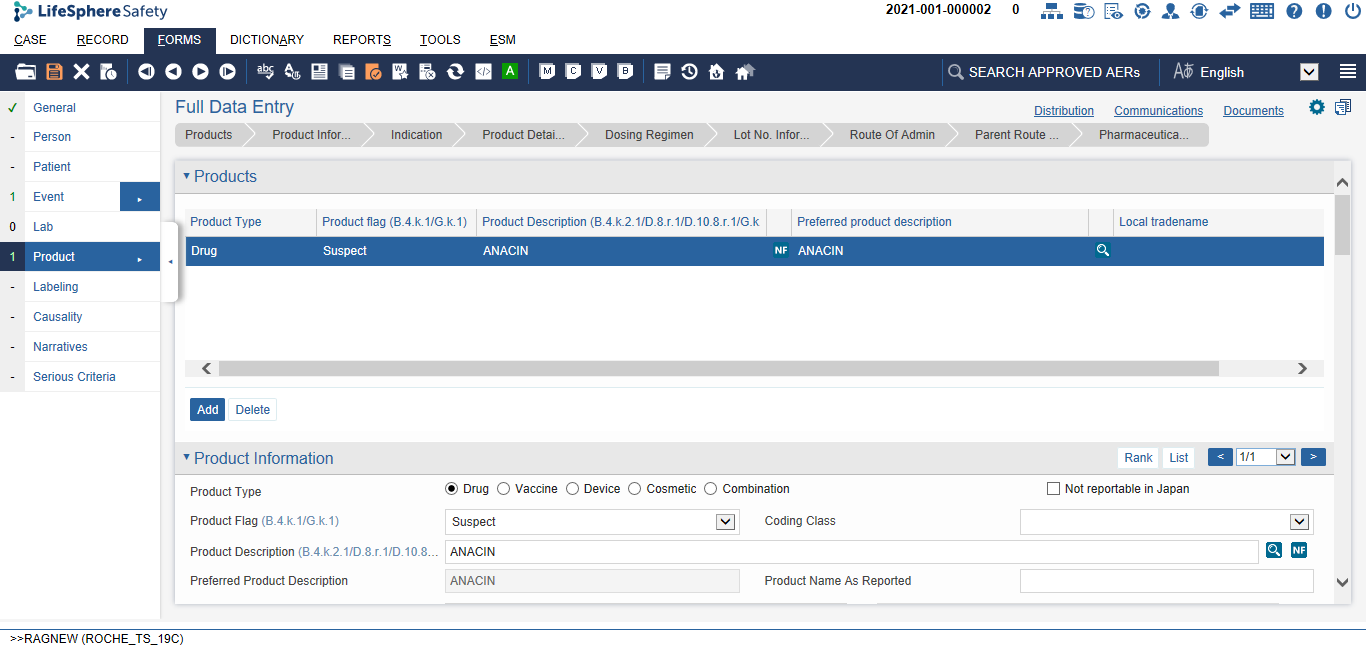 LifeSphere Safety
2021-001-000002 0
CASE RECORD FORMS DICTIONARY REPORTS TOOLS ESM
abc W A M C V B SEARCH APPROVED AERs English
✓ General
- Person
- Patient
1 Event
0 Lab
1 Product
- Labeling
- Causality
- Narratives
- Serious Criteria
Full Data Entry
Distribution Communications Documents
Products Product Infor... Indication Product Detai... Dosing Regimen Lot No. Infor... Route Of Admin Parent Route ... Pharmaceutica...
Products
Product Type Product flag (B.4.k.1/G.k.1) Product Description (B.4.k.2.1/D.8.r.1/D.10.8.r.1/G.k Preferred product description Local tradename
Drug Suspect ANACIN NF ANACIN
Add Delete
Product Information Rank List < 1/1 >
Product Type Drug Vaccine Device Cosmetic Combination Not reportable in Japan
Product Flag (B.4.k.1/G.k.1) Suspect Coding Class
Product Description (B.4.k.2.1/D.8.r.1/D.10.8... ANACIN NF
Preferred Product Description ANACIN Product Name As Reported
>>RAGNEW (ROCHE_TS_19C)